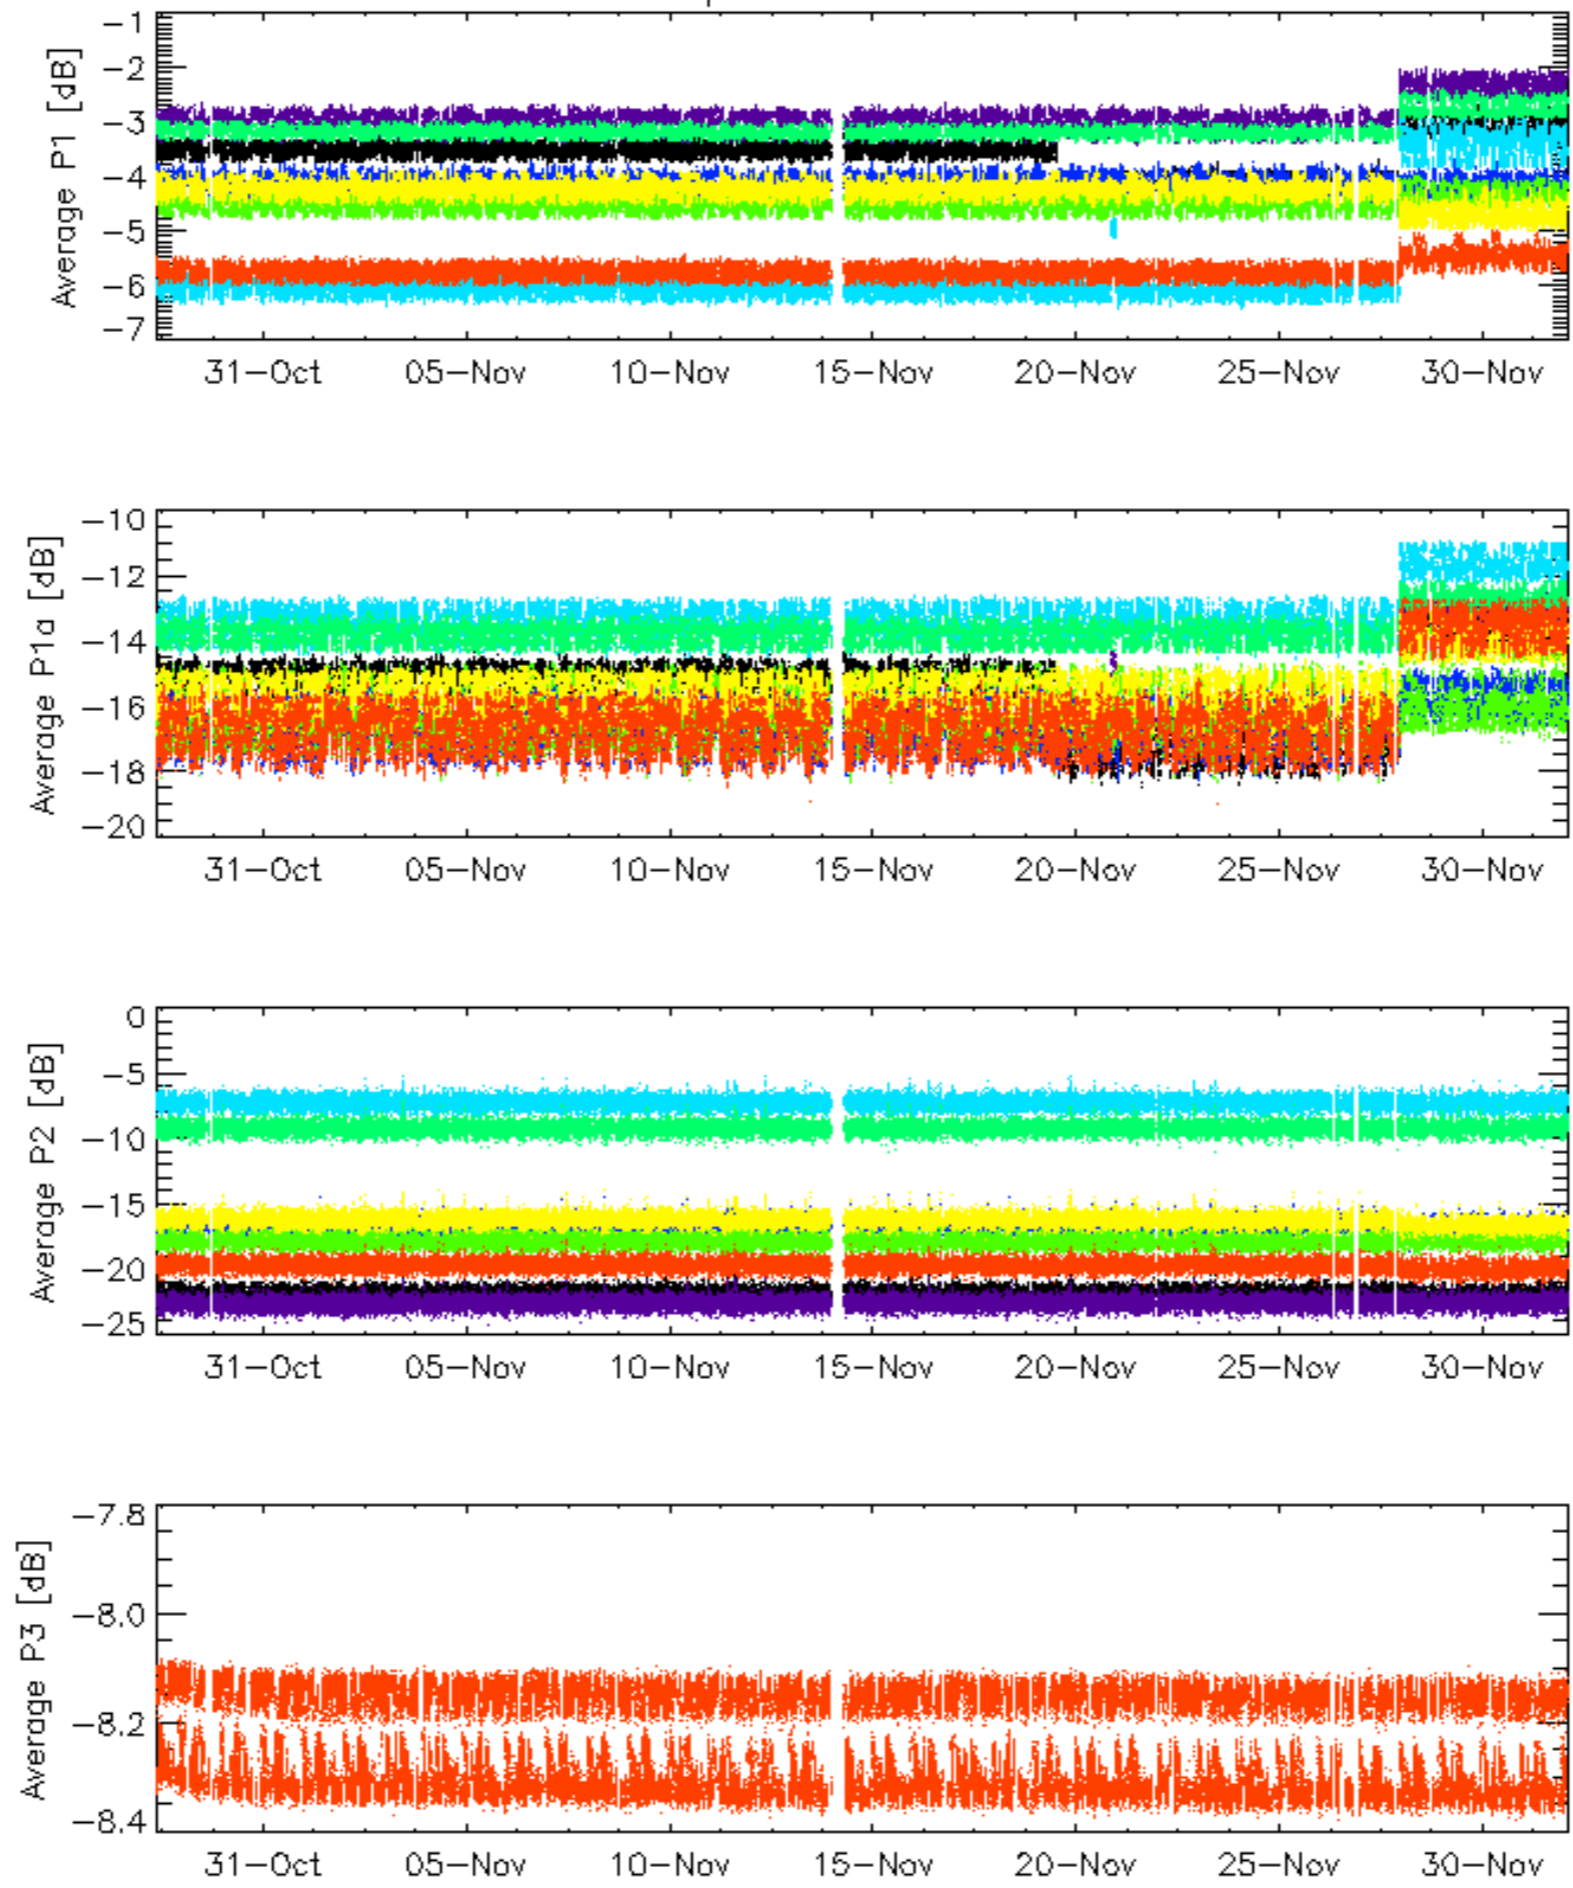 Average P1 [dB]
−1
−2
−3
−4
−5
−6
−7
31−Oct 05−Nov 10−Nov 15−Nov 20−Nov 25−Nov 30−Nov
Average P1a [dB]
−10
−12
−14
−16
−18
−20
31−Oct 05−Nov 10−Nov 15−Nov 20−Nov 25−Nov 30−Nov
Average P2 [dB]
0
−5
−10
−15
−20
−25
31−Oct 05−Nov 10−Nov 15−Nov 20−Nov 25−Nov 30−Nov
Average P3 [dB]
−7.8
−8.0
−8.2
−8.4
31−Oct 05−Nov 10−Nov 15−Nov 20−Nov 25−Nov 30−Nov